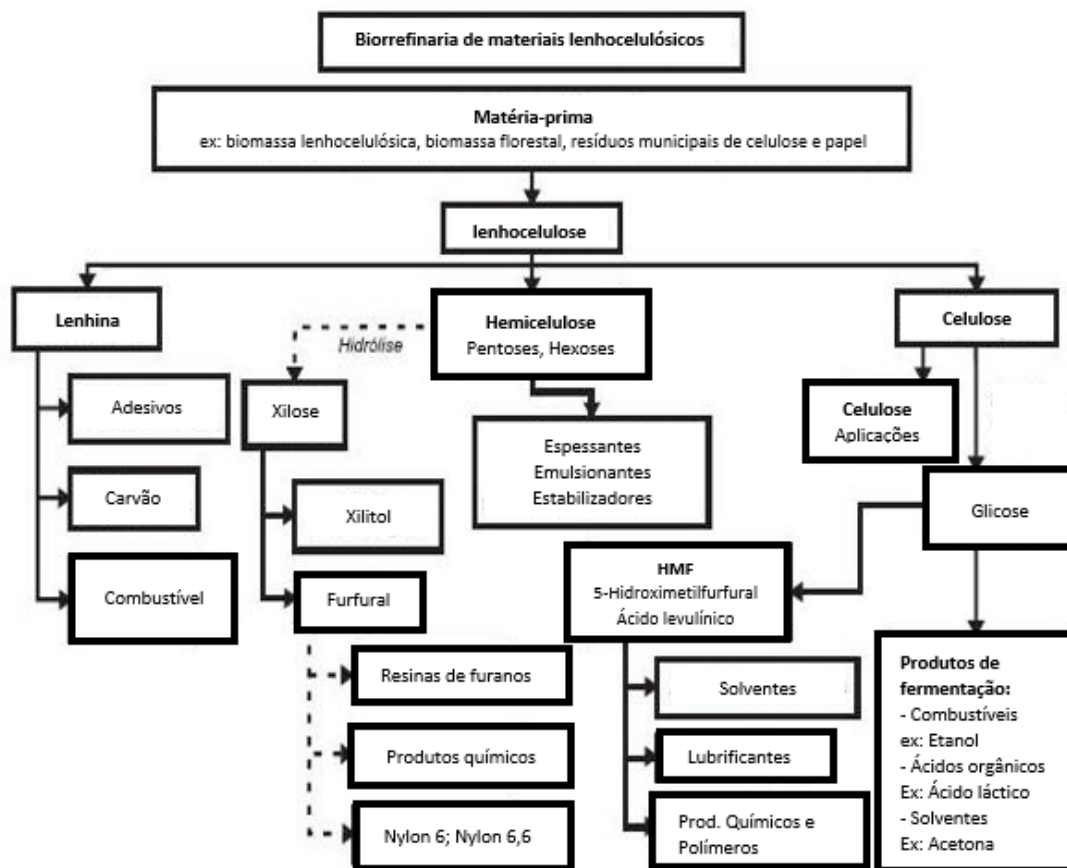 Biorrefinaria de materiais lenhocelulósicos
Matéria-prima
ex: biomassa lenhocelulósica, biomassa florestal, resíduos municipais de celulose e papel
lenhocelulose
Lenhina
Adesivos
Carvão
Combustível
Hemicelulose
Pentoses, Hexoses
Hidrólise
Xilose
Xilitol
Furfural
Resinas de furanos
Produtos químicos
Nylon 6; Nylon 6,6
Espessantes
Emulsionantes
Estabilizadores
Celulose
Celulose
Aplicações
Glicose
HMF
5-Hidroximetilfurfural
Ácido levulínico
Solventes
Lubrificantes
Prod. Químicos e
Polímeros
Produtos de
fermentação:
- Combustíveis
ex: Etanol
- Ácidos orgânicos
Ex: Ácido láctico
- Solventes
Ex: Acetona